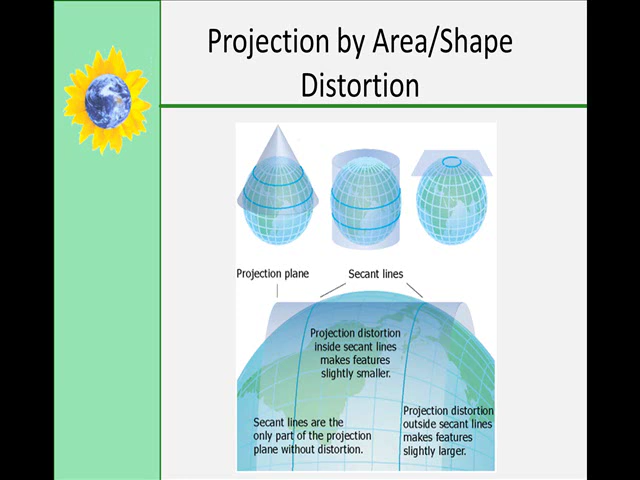 Projection by Area/Shape
Distortion
Projection plane
Secant lines
Projection distortion
inside secant lines
makes features
slightly smaller.
Secant lines are the
only part of the projection
plane without distortion.
Projection distortion
outside secant lines
makes features
slightly larger.